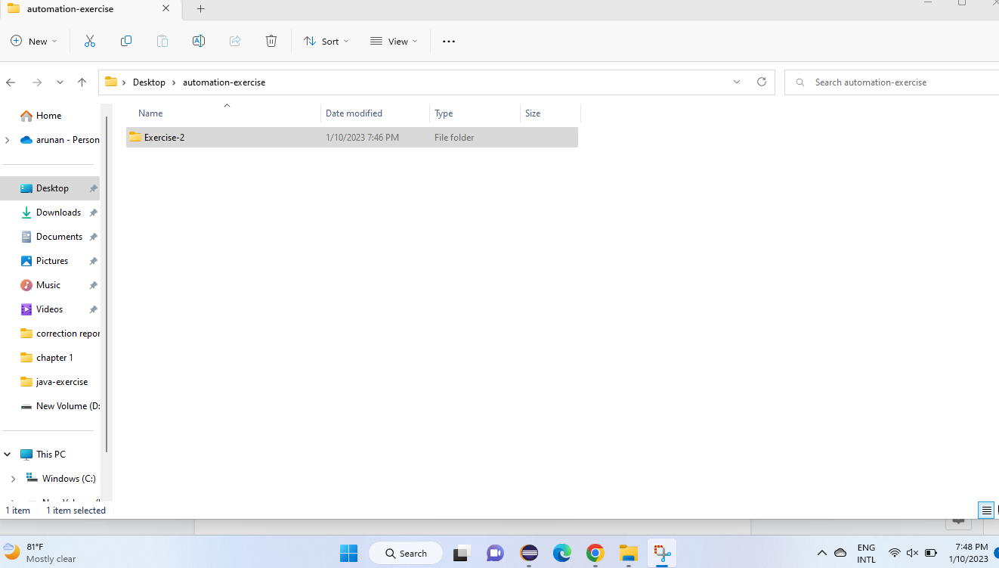 automation-exercise
New
Sort
View
Desktop
automation-exercise
Search automation-exercise
Home
arunan - Person
Desktop
Downloads
Documents
Pictures
Music
Videos
correction repor
chapter 1
java-exercise
New Volume (D:
This PC
Windows (C:)
Name Date modified Type Size
Exercise-2 1/10/2023 7:46 PM File folder
1 item 1 item selected
81°F
Mostly clear
Search
ENG
INTL
7:48 PM
1/10/2023